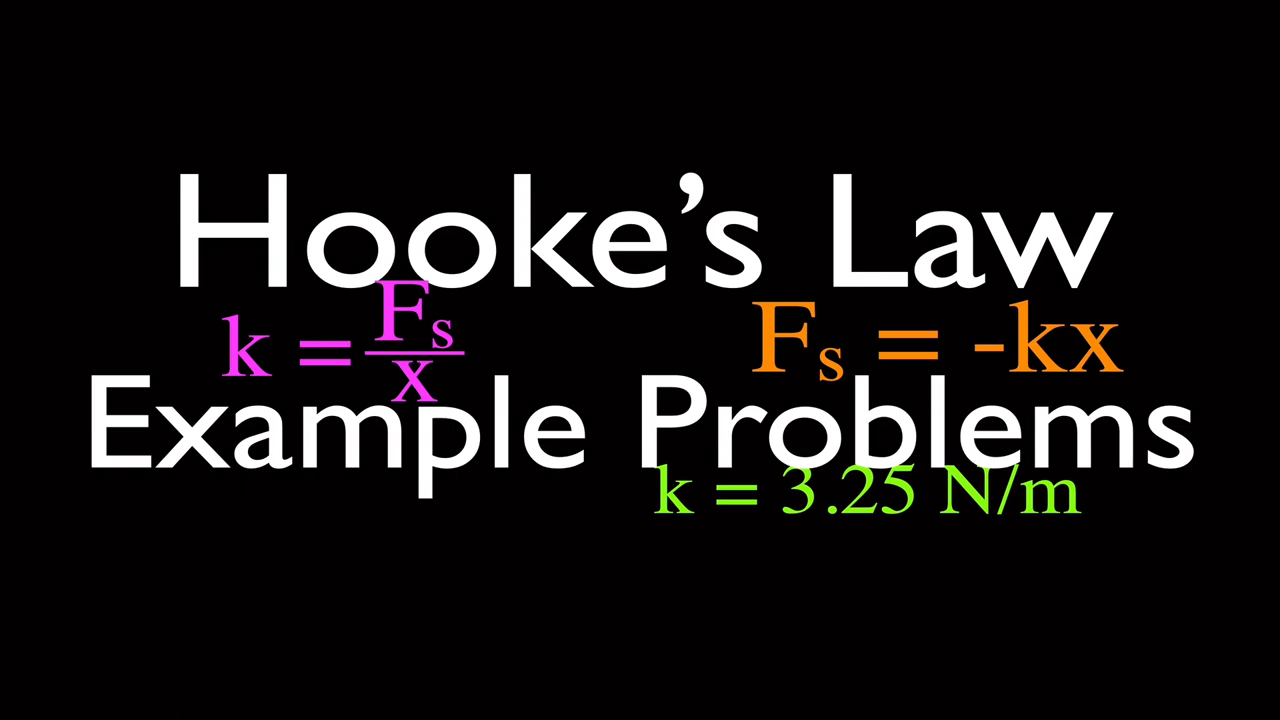 Hooke’s Law
k = Fs/x
Fs = -kx
Example Problems
k = 3.25 N/m